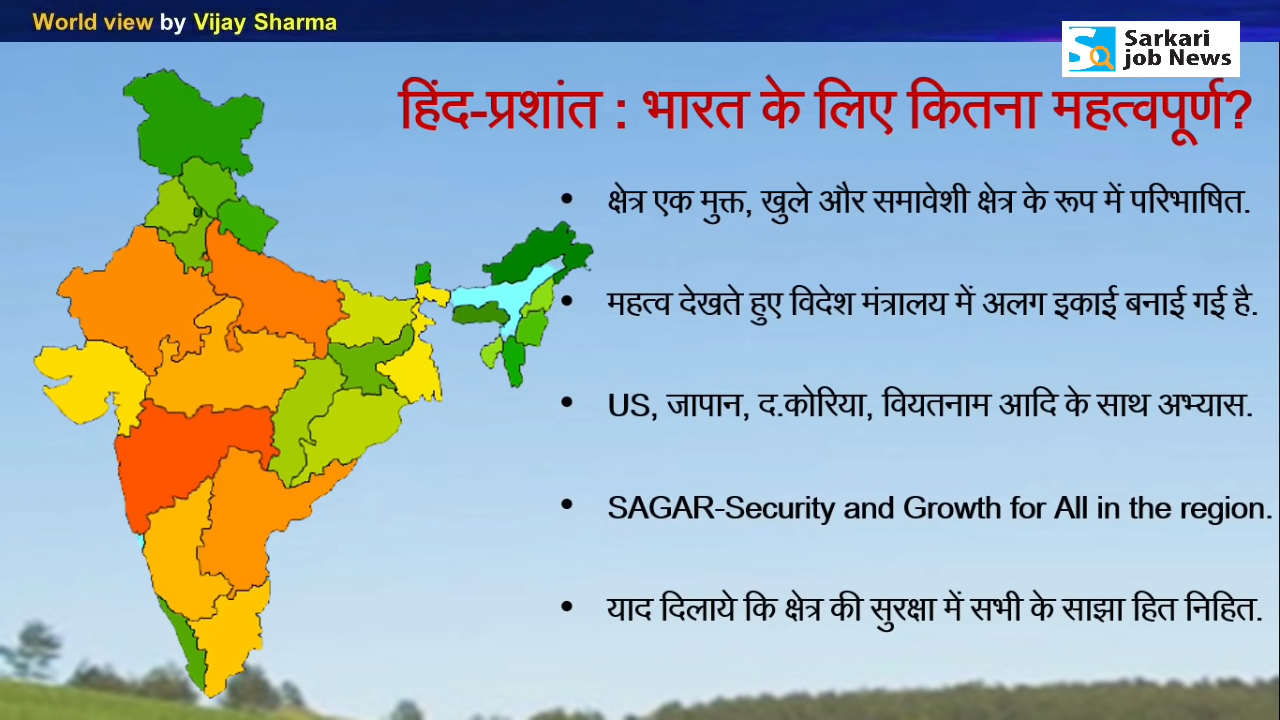 World view by Vijay Sharma
Sarkari
job News
हिंद-प्रशांत : भारत के लिए कितना महत्वपूर्ण?
• क्षेत्र एक मुक्त, खुले और समावेशी क्षेत्र के रूप में परिभाषित.
• महत्व देखते हुए विदेश मंत्रालय में अलग इकाई बनाई गई है.
• US, जापान, द.कोरिया, वियतनाम आदि के साथ अभ्यास.
• SAGAR-Security and Growth for All in the region.
• याद दिलाये कि क्षेत्र की सुरक्षा में सभी के साझा हित निहित.